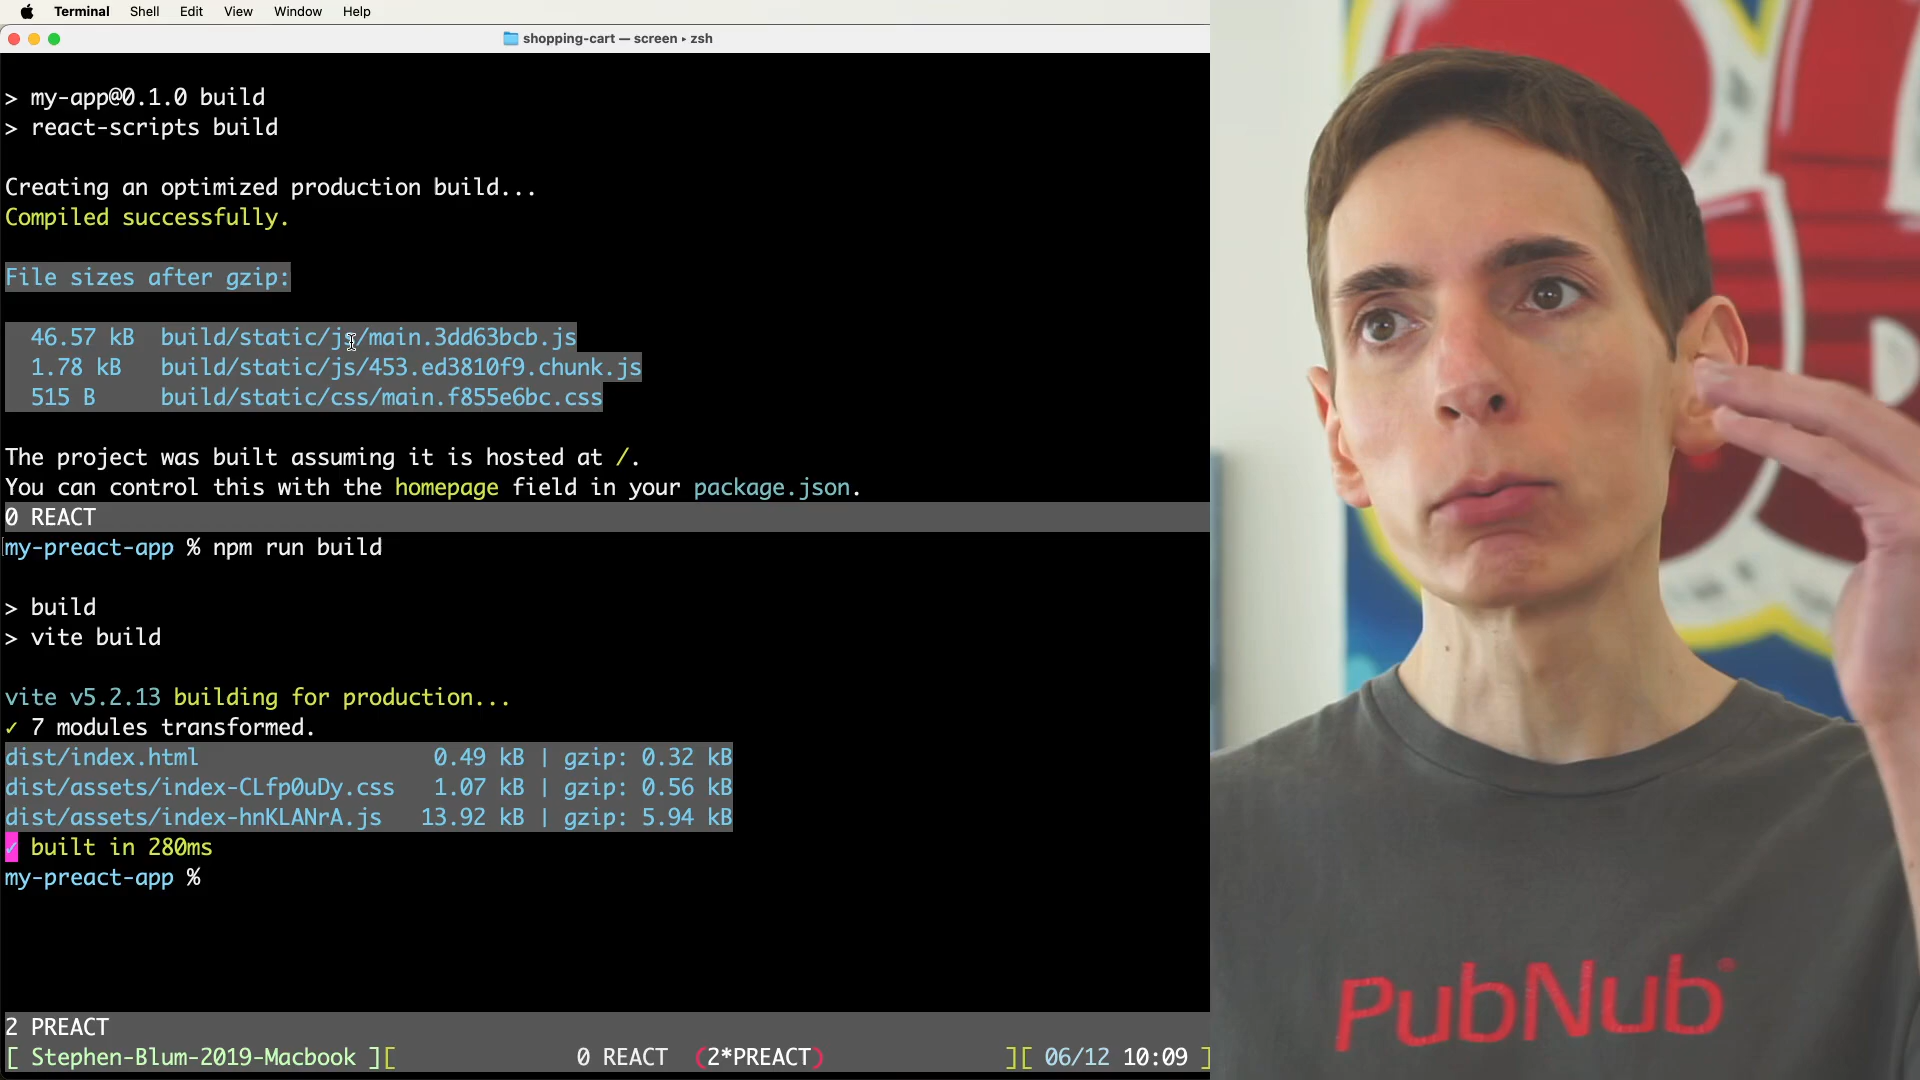 Terminal Shell Edit View Window Help
shopping-cart — screen ▸ zsh
> my-app@0.1.0 build
> react-scripts build
Creating an optimized production build...
Compiled successfully.
File sizes after gzip:
46.57 kB build/static/js/main.3dd63bcb.js
1.78 kB build/static/js/453.ed3810f9.chunk.js
515 B build/static/css/main.f855e6bc.css
The project was built assuming it is hosted at /.
You can control this with the homepage field in your package.json.
0 REACT
my-preact-app % npm run build
> build
> vite build
vite v5.2.13 building for production...
✓ 7 modules transformed.
dist/index.html 0.49 kB | gzip: 0.32 kB
dist/assets/index-CLfp0uDy.css 1.07 kB | gzip: 0.56 kB
dist/assets/index-hnKLANrA.js 13.92 kB | gzip: 5.94 kB
✓ built in 280ms
my-preact-app %
2 PREACT
[ Stephen-Blum-2019-Macbook ][ 0 REACT (2*PREACT) ][ 06/12 10:09 ]
PubNub®